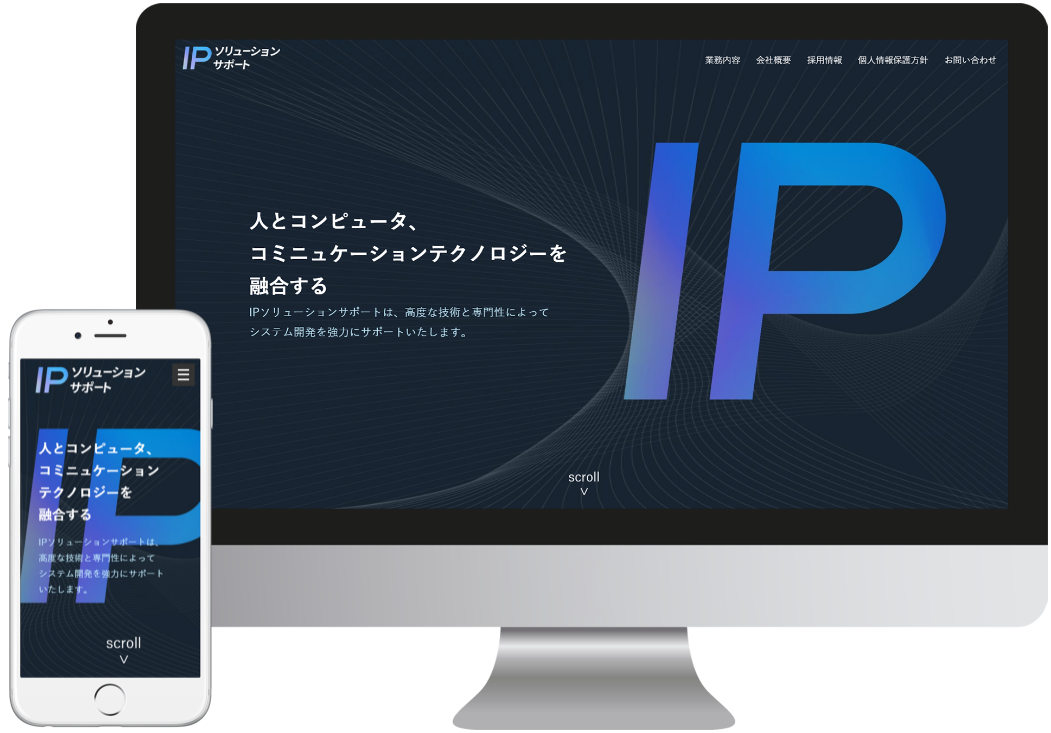 IP ソリューション
サポート
業務内容 会社概要 採用情報 個人情報保護方針 お問い合わせ
IP
人とコンピュータ、
コミニュケーションテクノロジーを
融合する
IPソリューションサポートは、高度な技術と専門性によって
システム開発を強力にサポートいたします。
scroll
IP ソリューション
サポート
IP
人とコンピュータ、
コミニュケーション
テクノロジーを
融合する
IPソリューションサポートは、
高度な技術と専門性によって
システム開発を強力にサポート
いたします。
scroll